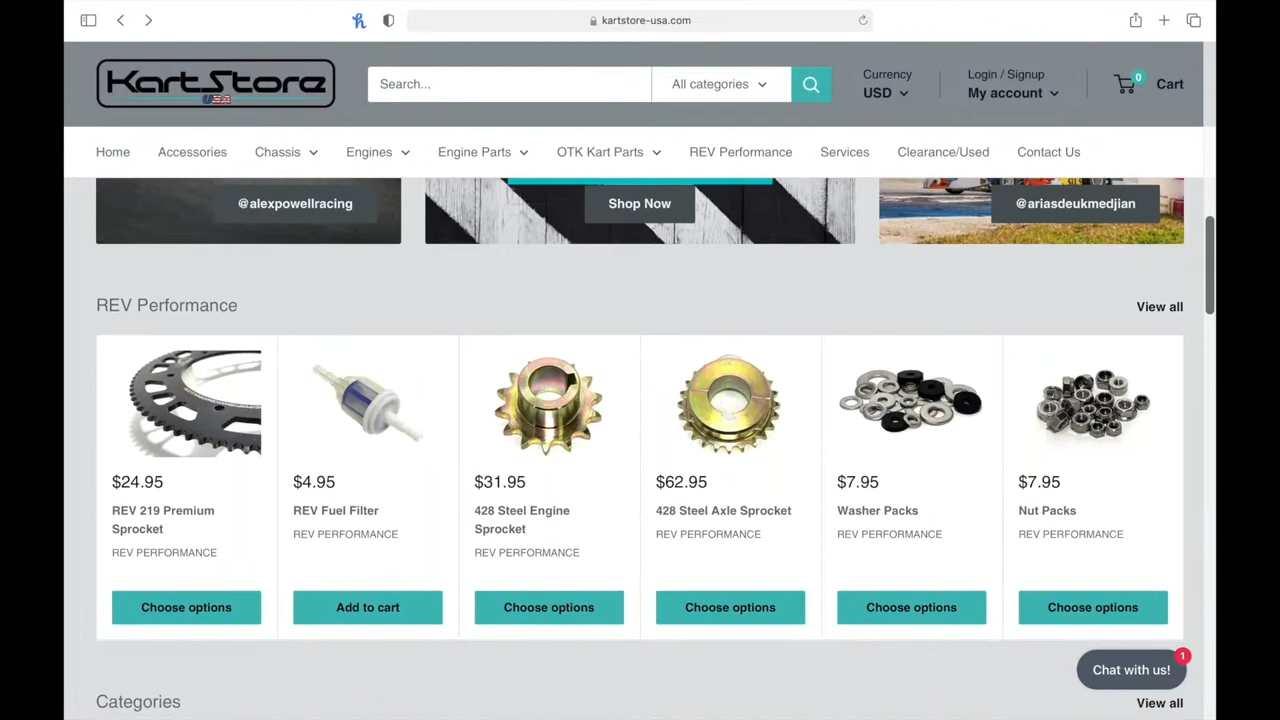 kartstore-usa.com
KartStore
USA
Search...
All categories
Currency
USD
Login / Signup
My account
0
Cart
Home
Accessories
Chassis
Engines
Engine Parts
OTK Kart Parts
REV Performance
Services
Clearance/Used
Contact Us
@alexpowellracing
Shop Now
@ariasdeukmedjian
REV Performance
View all
$24.95
REV 219 Premium
Sprocket
REV PERFORMANCE
Choose options
$4.95
REV Fuel Filter
REV PERFORMANCE
Add to cart
$31.95
428 Steel Engine
Sprocket
REV PERFORMANCE
Choose options
$62.95
428 Steel Axle Sprocket
REV PERFORMANCE
Choose options
$7.95
Washer Packs
REV PERFORMANCE
Choose options
$7.95
Nut Packs
REV PERFORMANCE
Choose options
1
Chat with us!
Categories
View all